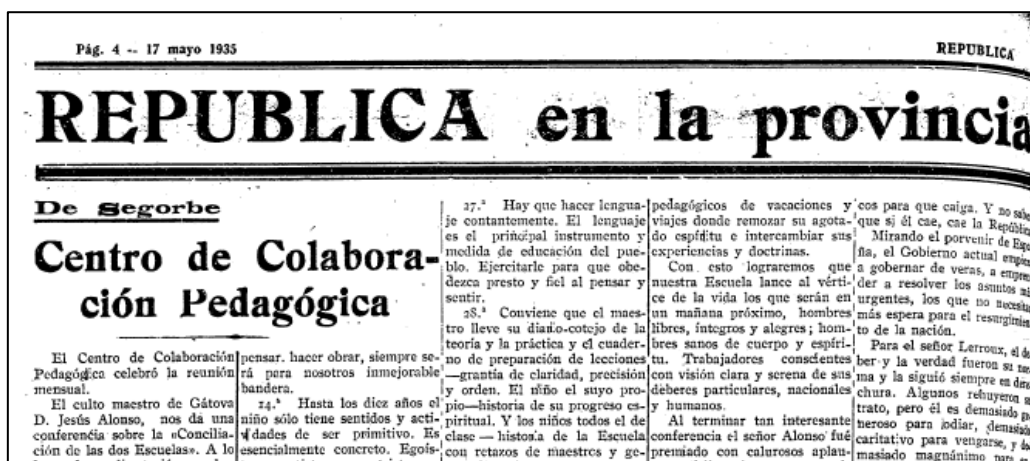 Pág. 4 -- 17 mayo 1935
REPUBLICA
REPUBLICA en la provincia
De Segorbe
Centro de Colabora-
ción Pedagógica
El Centro de Colaboración
Pedagógica celebró la reunión
mensual.
El culto maestro de Gátova
D. Jesús Alonso, nos da una
conferencia sobre la «Concilia-
ción de las dos Escuelas». A lo
pensar. hacer obrar, siempre se-
rá para nosotros inmejorable
bandera.
24.ª Hasta los diez años el
niño sólo tiene sentidos y acti-
vidades de ser primitivo. Es
esencialmente concreto. Egoís-
27.ª Hay que hacer lengua-
je contantemente. El lenguaje
es el principal instrumento y
medida de educación del pue-
blo. Ejercitarle para que obe-
dezca presto y fiel al pensar y
sentir.
28.ª Conviene que el maes-
tro lleve su diario-cotejo de la
teoría y la práctica y el cuader-
no de preparación de lecciones
—grantía de claridad, precisión
y orden. El niño el suyo pro-
pio—historia de su progreso es-
piritual. Y los niños todos el de
clase — historia de la Escuela
con retazos de maestros y ge-
pedagógicos de vacaciones y
viajes donde remozar su agota-
do espíritu e intercambiar sus
experiencias y doctrinas.
Con esto lograremos que
nuestra Escuela lance al vérti-
ce de la vida los que serán en
un mañana próximo, hombres
libres, íntegros y alegres; hom-
bres sanos de cuerpo y espíri-
tu. Trabajadores conscientes
con visión clara y serena de sus
deberes particulares, nacionales
y humanos.
Al terminar tan interesante
conferencia el señor Alonso fué
premiado con calurosos aplau-
cos para que caiga. Y no
que si él cae, cae la República
Mirando el porvenir de Espa-
ña, el Gobierno actual
a gobernar de veras, a
der a resolver los asuntos
urgentes, los que no
más espera para el resurgimien-
to de la nación.
Para el señor Lerroux, el de-
ber y la verdad fueron su
ma y la siguió siempre en
chura. Algunos rehuyeron su
trato, pero él es demasiado
neroso para odiar, demasiado
caritativo para vengarse, y
masiado magnánimo para